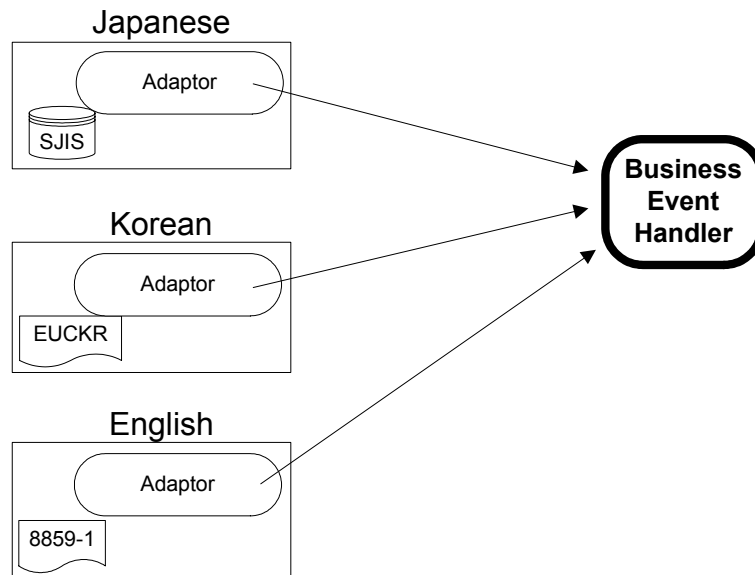 Japanese
Adaptor
SJIS
Korean
Adaptor
EUCKR
English
Adaptor
8859-1
Business
Event
Handler